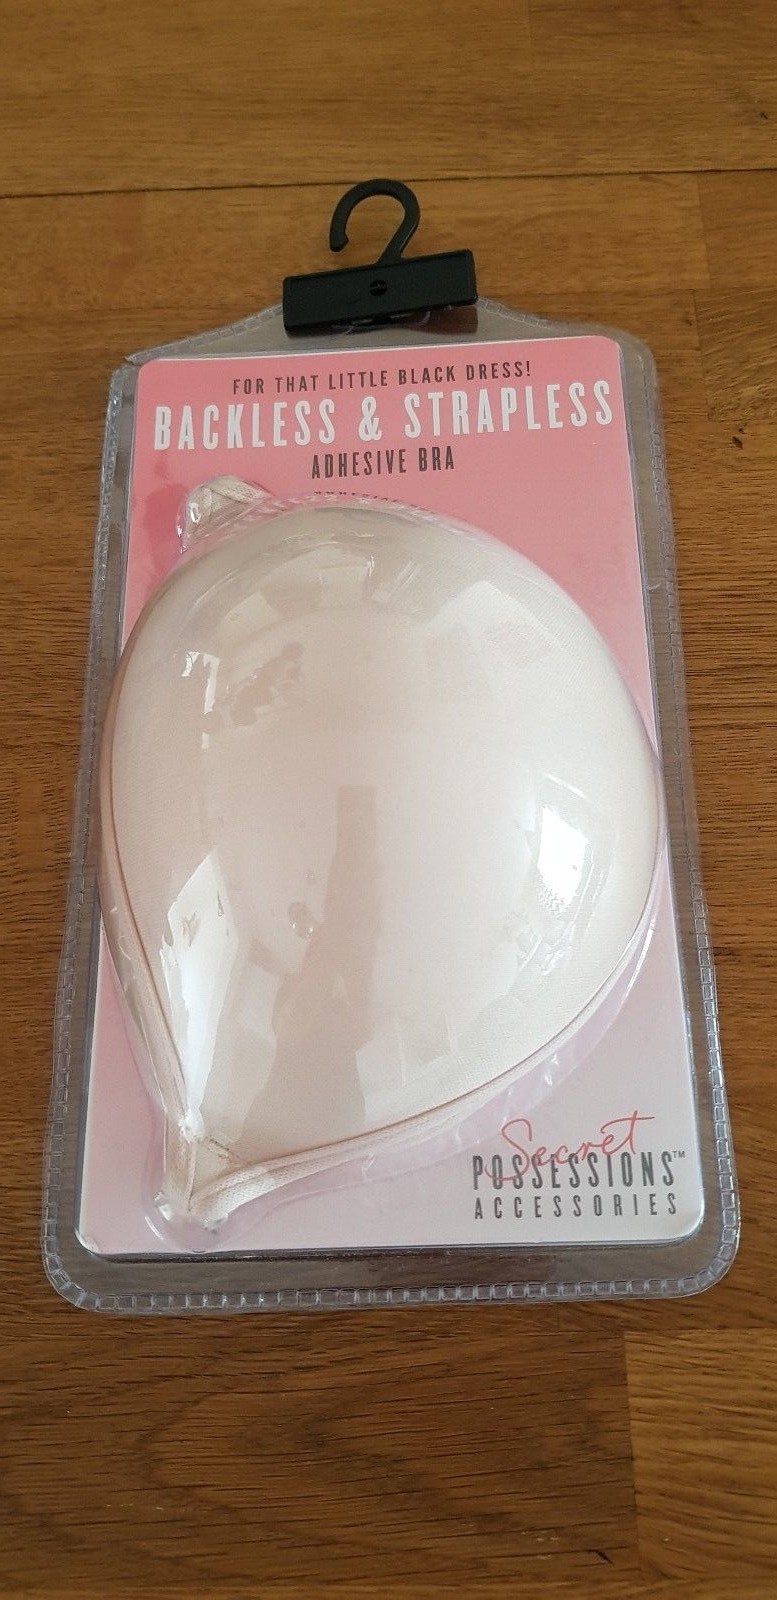 FOR THAT LITTLE BLACK DRESS!
BACKLESS & STRAPLESS
ADHESIVE BRA
Secret
POSSESSIONS™
ACCESSORIES